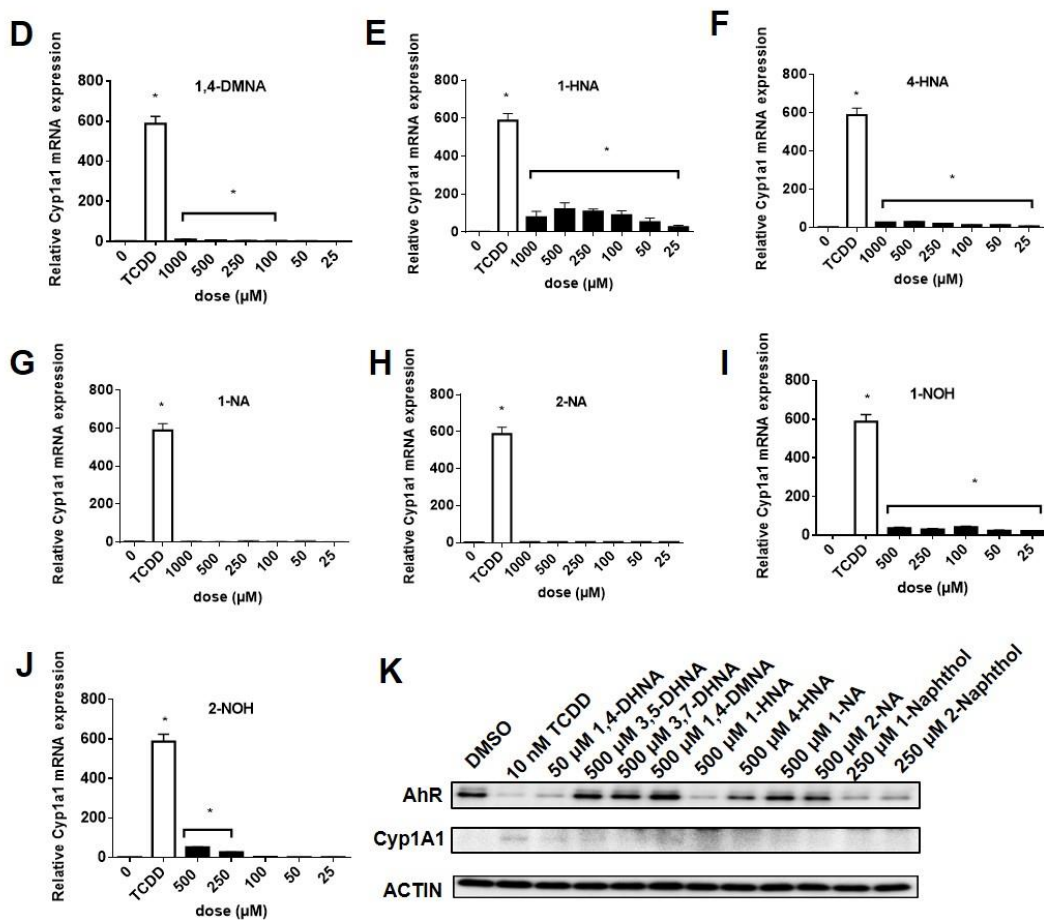 D
Relative Cyp1a1 mRNA expression
800
600
400
200
0
1,4-DMNA
*
*
0
TCDD
1000
500
250
100
50
25
dose (µM)
E
Relative Cyp1a1 mRNA expression
800
600
400
200
0
1-HNA
*
*
0
TCDD
1000
500
250
100
50
25
dose (µM)
F
Relative Cyp1a1 mRNA expression
800
600
400
200
0
4-HNA
*
*
0
TCDD
1000
500
250
100
50
25
dose (µM)
G
Relative Cyp1a1 mRNA expression
800
600
400
200
0
1-NA
*
0
TCDD
1000
500
250
100
50
25
dose (µM)
H
Relative Cyp1a1 mRNA expression
800
600
400
200
0
2-NA
*
0
TCDD
1000
500
250
100
50
25
dose (µM)
I
Relative Cyp1a1 mRNA expression
800
600
400
200
0
1-NOH
*
*
0
TCDD
500
250
100
50
25
dose (µM)
J
Relative Cyp1a1 mRNA expression
800
600
400
200
0
2-NOH
*
*
0
TCDD
500
250
100
50
25
dose (µM)
K
DMSO
10 nM TCDD
50 µM 1,4-DHNA
500 µM 3,5-DHNA
500 µM 3,7-DHNA
500 µM 1,4-DMNA
500 µM 1-HNA
500 µM 4-HNA
500 µM 1-NA
500 µM 2-NA
250 µM 1-Naphthol
250 µM 2-Naphthol
AhR
Cyp1A1
ACTIN